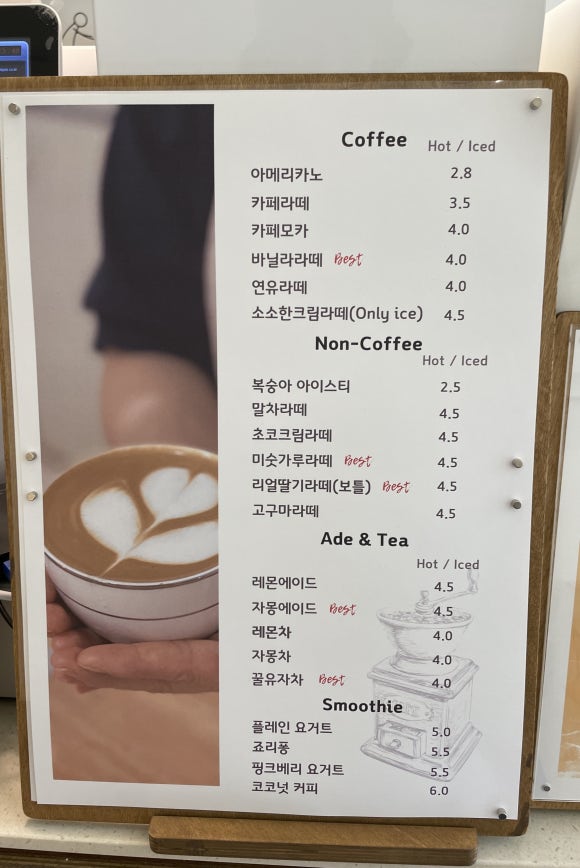 Coffee Hot / Iced
아메리카노 2.8
카페라떼 3.5
카페모카 4.0
바닐라라떼 Best 4.0
연유라떼 4.0
소소한크림라떼(Only ice) 4.5
Non-Coffee
Hot / Iced
복숭아 아이스티 2.5
말차라떼 4.5
초코크림라떼 4.5
미숫가루라떼 Best 4.5
리얼딸기라떼(보틀) Best 4.5
고구마라떼 4.5
Ade & Tea
Hot / Iced
레몬에이드 4.5
자몽에이드 Best 4.5
레몬차 4.0
자몽차 4.0
꿀유자차 Best 4.0
Smoothie
플레인 요거트 5.0
죠리퐁 5.5
핑크베리 요거트 5.5
코코넛 커피 6.0